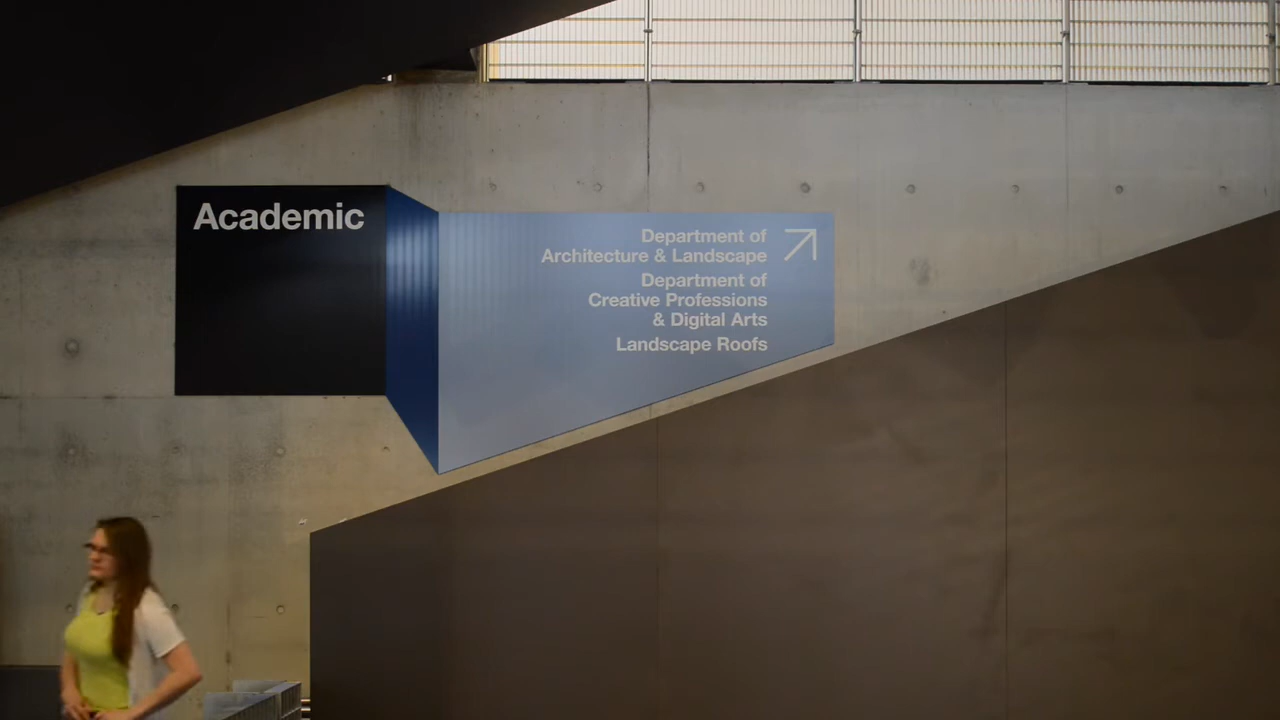 Academic
Department of
Architecture & Landscape
Department of
Creative Professions
& Digital Arts
Landscape Roofs